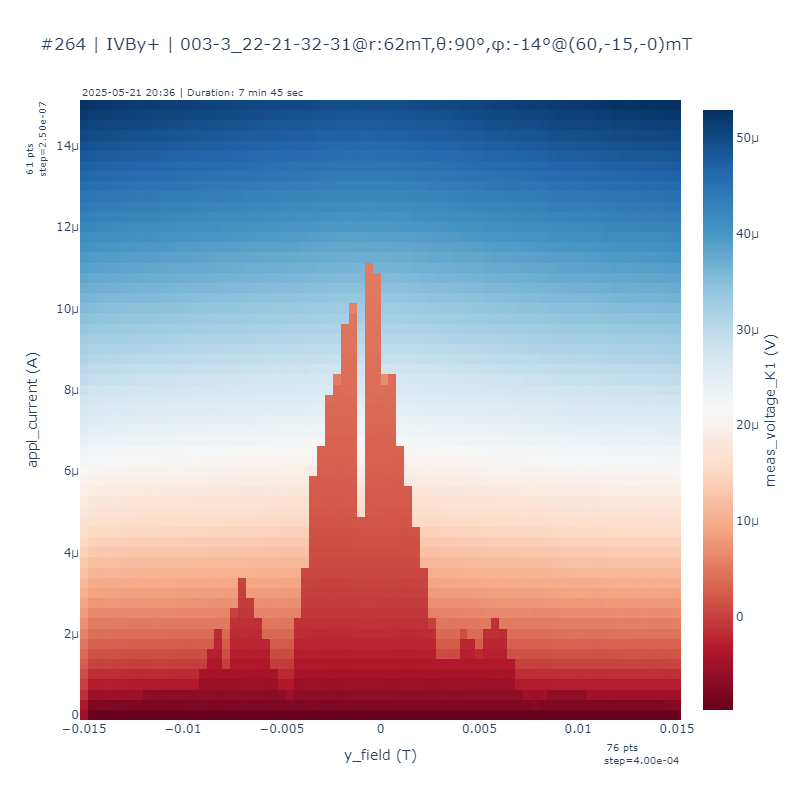 #264 | IVBy+ | 003-3_22-21-32-31@r:62mT,θ:90°,φ:-14°@(60,-15,-0)mT
2025-05-21 20:36 | Duration: 7 min 45 sec
61 pts
step=2.50e-07
14μ
12μ
10μ
8μ
6μ
4μ
2μ
0
appl_current (A)
−0.015
−0.01
−0.005
0
0.005
0.01
0.015
y_field (T)
76 pts
step=4.00e-04
50μ
40μ
30μ
20μ
10μ
0
meas_voltage_K1 (V)